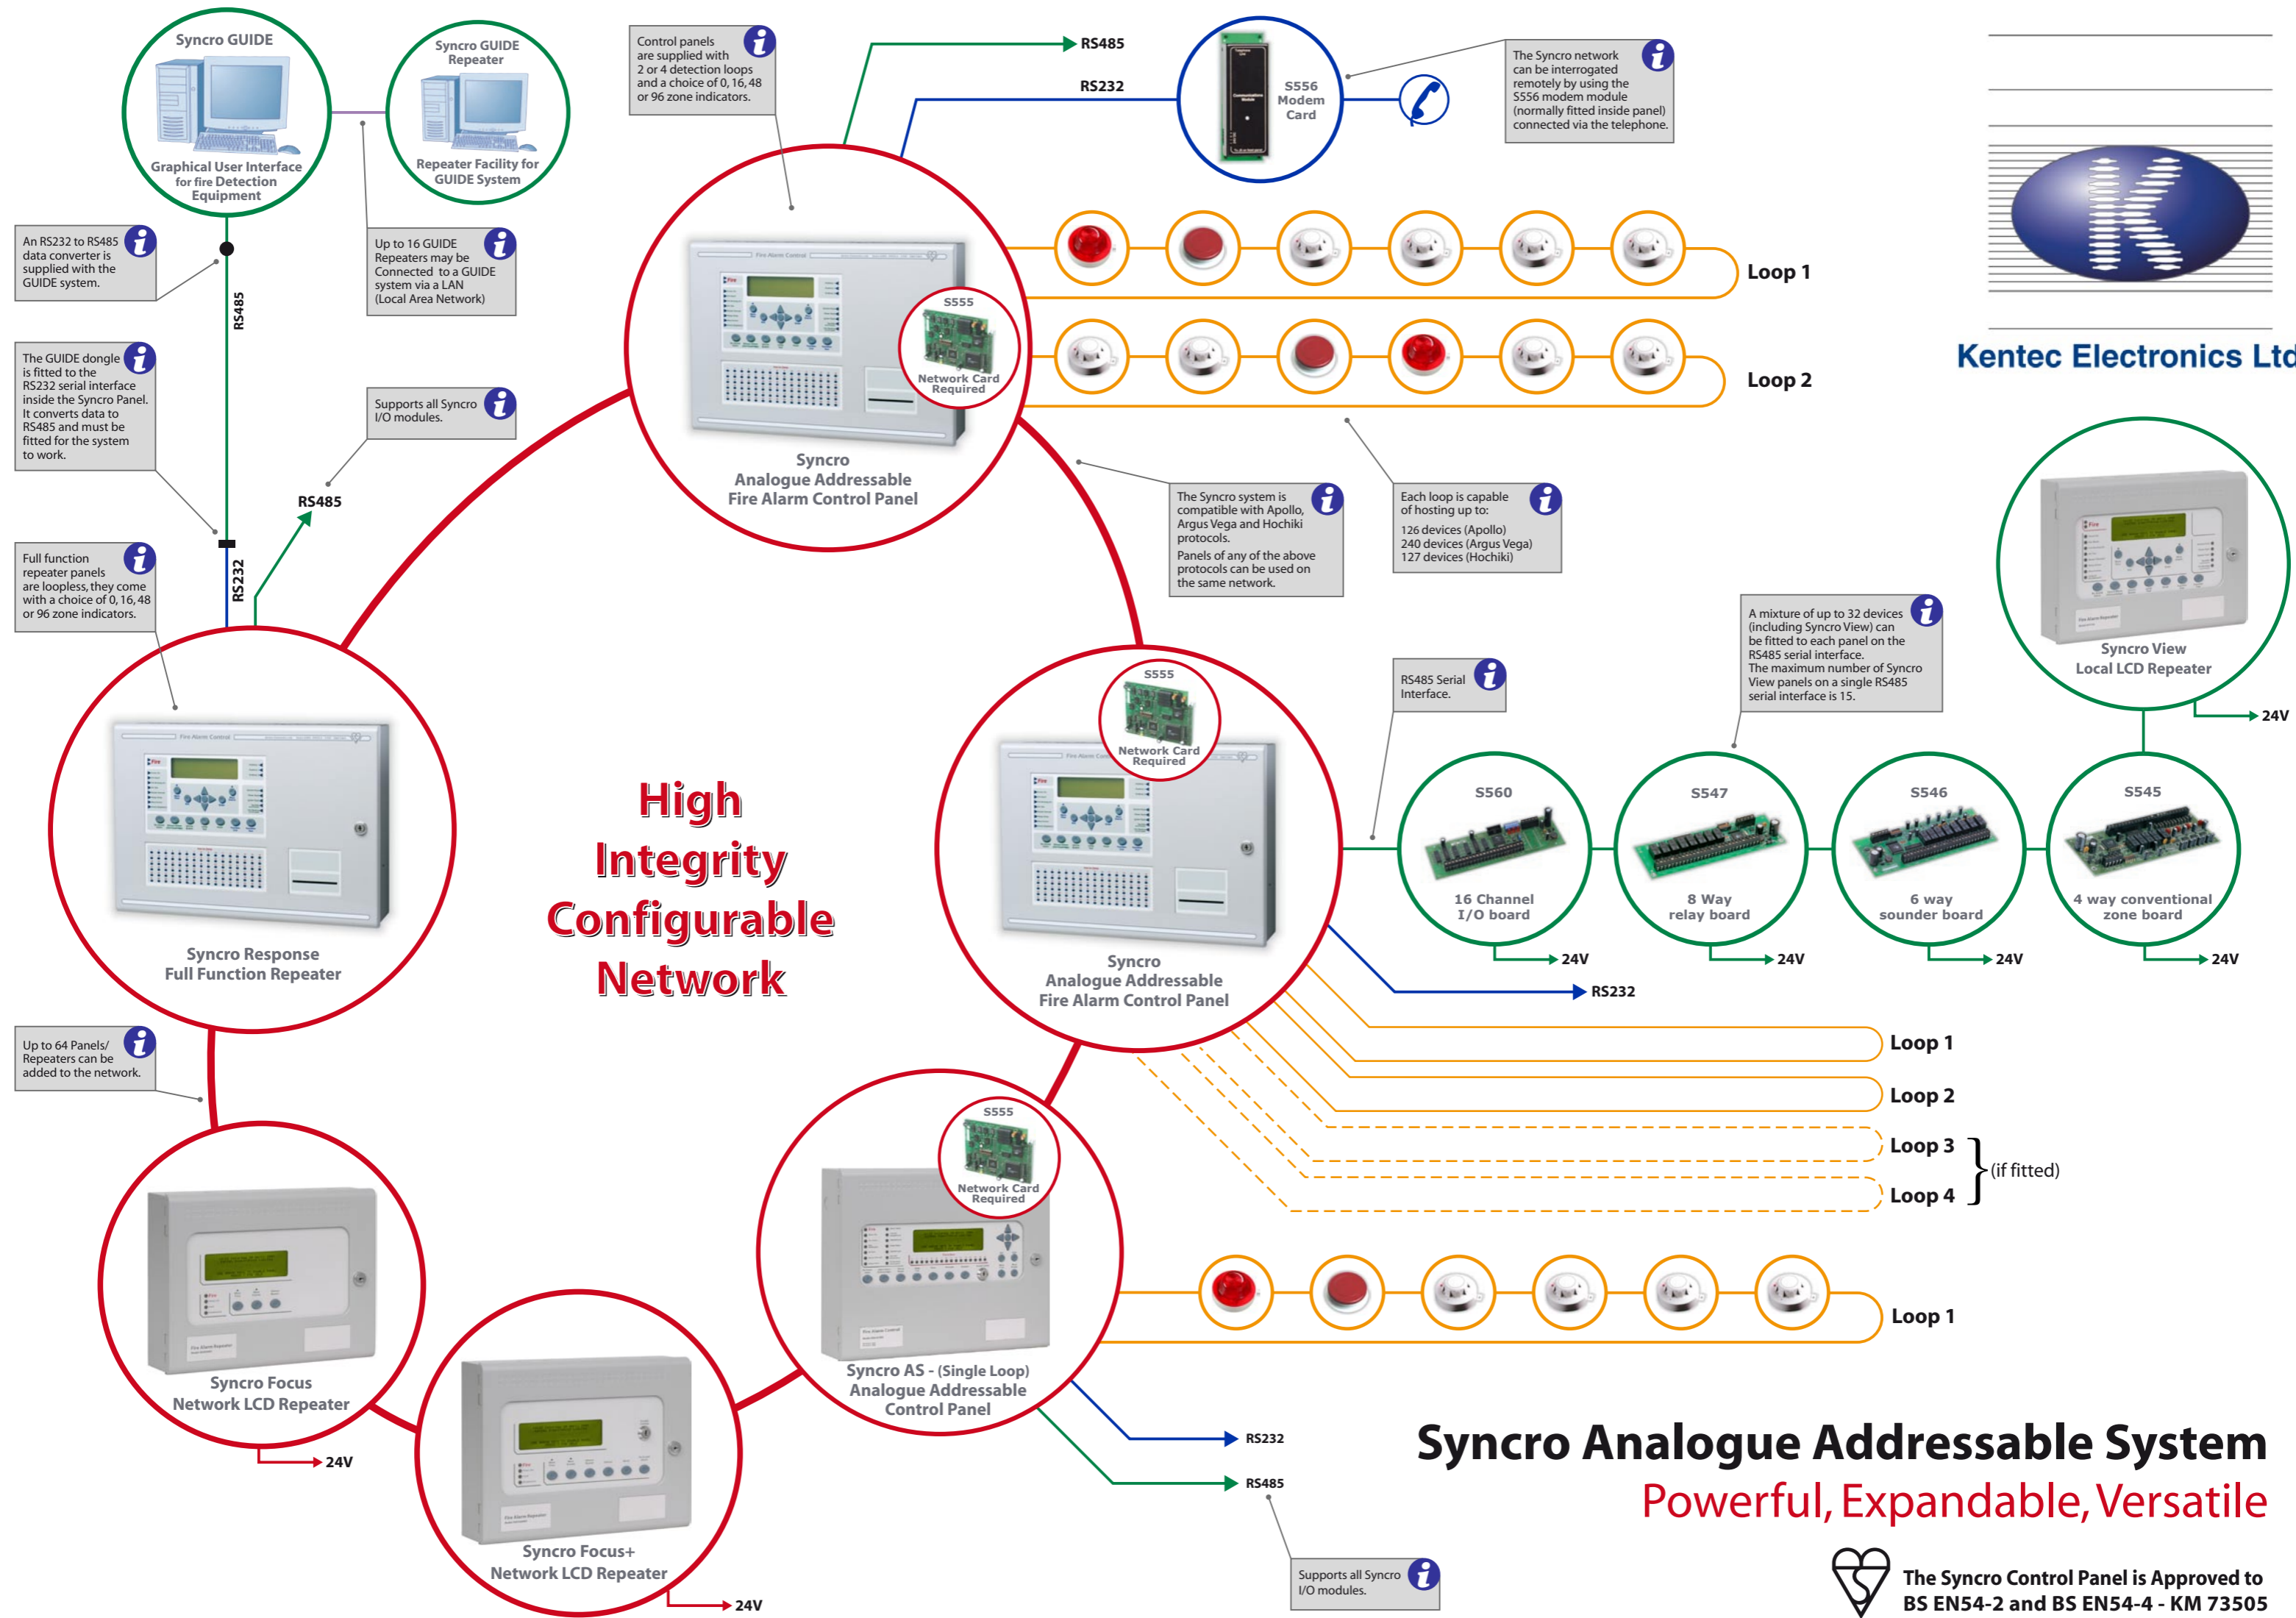 Syncro GUIDE
Graphical User Interface
for fire Detection
Equipment
Syncro GUIDE
Repeater
Repeater Facility for
GUIDE System
Control panels
are supplied with
2 or 4 detection loops
and a choice of 0, 16, 48
or 96 zone indicators.
RS485
RS232
S556
Modem
Card
The Syncro network
can be interrogated
remotely by using the
S556 modem module
(normally fitted inside panel)
connected via the telephone.
Kentec Electronics Ltd
An RS232 to RS485
data converter is
supplied with the
GUIDE system.
Up to 16 GUIDE
Repeaters may be
Connected to a GUIDE
system via a LAN
(Local Area Network)
RS485
The GUIDE dongle
is fitted to the
RS232 serial interface
inside the Syncro Panel.
It converts data to
RS485 and must be
fitted for the system
to work.
Supports all Syncro
I/O modules.
RS485
RS232
Full function
repeater panels
are loopless, they come
with a choice of 0, 16, 48
or 96 zone indicators.
Fire Alarm Control
S555
Network Card
Required
Syncro
Analogue Addressable
Fire Alarm Control Panel
Loop 1
Loop 2
The Syncro system is
compatible with Apollo,
Argus Vega and Hochiki
protocols.
Panels of any of the above
protocols can be used on
the same network.
Each loop is capable
of hosting up to:
126 devices (Apollo)
240 devices (Argus Vega)
127 devices (Hochiki)
A mixture of up to 32 devices
(including Syncro View) can
be fitted to each panel on the
RS485 serial interface.
The maximum number of Syncro
View panels on a single RS485
serial interface is 15.
RS485 Serial
Interface.
Syncro View
Local LCD Repeater
24V
Fire Alarm Control
Syncro Response
Full Function Repeater
High
Integrity
Configurable
Network
S555
Network Card
Required
Syncro
Analogue Addressable
Fire Alarm Control Panel
S560
16 Channel
I/O board
24V
S547
8 Way
relay board
24V
S546
6 way
sounder board
24V
S545
4 way conventional
zone board
24V
RS232
Loop 1
Loop 2
Loop 3
Loop 4
(if fitted)
Up to 64 Panels/
Repeaters can be
added to the network.
Fire Alarm Repeater
Syncro Focus
Network LCD Repeater
24V
Fire Alarm Repeater
Syncro Focus+
Network LCD Repeater
24V
S555
Network Card
Required
Fire Alarm Control
Syncro AS - (Single Loop)
Analogue Addressable
Control Panel
Loop 1
RS232
RS485
Supports all Syncro
I/O modules.
Syncro Analogue Addressable System
Powerful, Expandable, Versatile
The Syncro Control Panel is Approved to
BS EN54-2 and BS EN54-4 - KM 73505